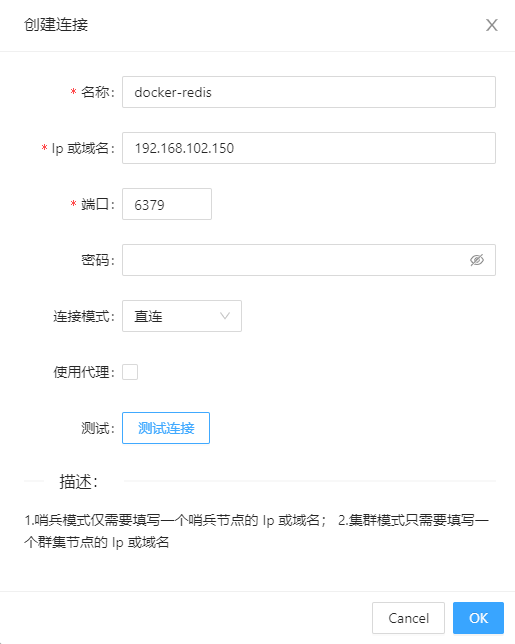 创建连接
* 名称: docker-redis
* Ip 或域名: 192.168.102.150
* 端口: 6379
密码:
连接模式: 直连
使用代理:
测试: 测试连接
描述:
1.哨兵模式仅需要填写一个哨兵节点的 Ip 或域名； 2.集群模式只需要填写一
个群集节点的 Ip 或域名
Cancel OK